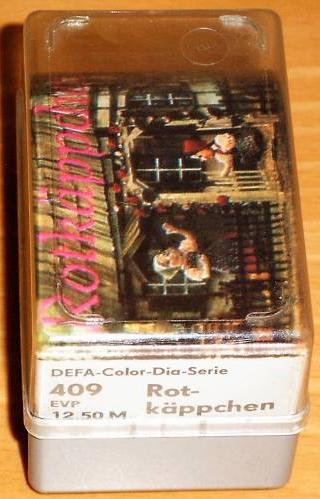 Rotkäppchen
DEFA-Color-Dia-Serie
409 Rot-
EVP käppchen
12.50 M